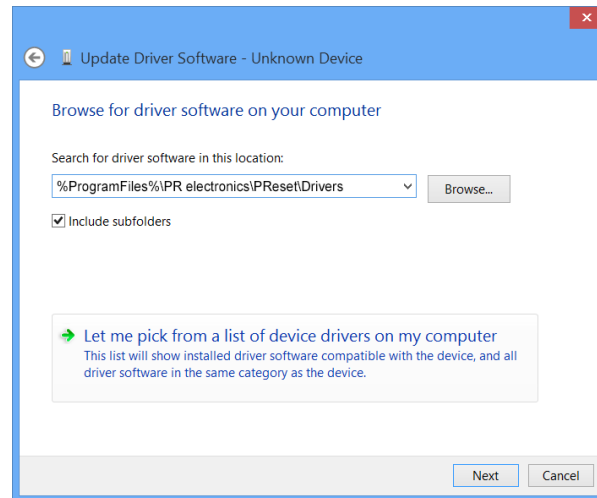 Update Driver Software - Unknown Device
Browse for driver software on your computer
Search for driver software in this location:
%ProgramFiles%\PR electronics\PReset\Drivers
Browse...
Include subfolders
Let me pick from a list of device drivers on my computer
This list will show installed driver software compatible with the device, and all
driver software in the same category as the device.
Next
Cancel